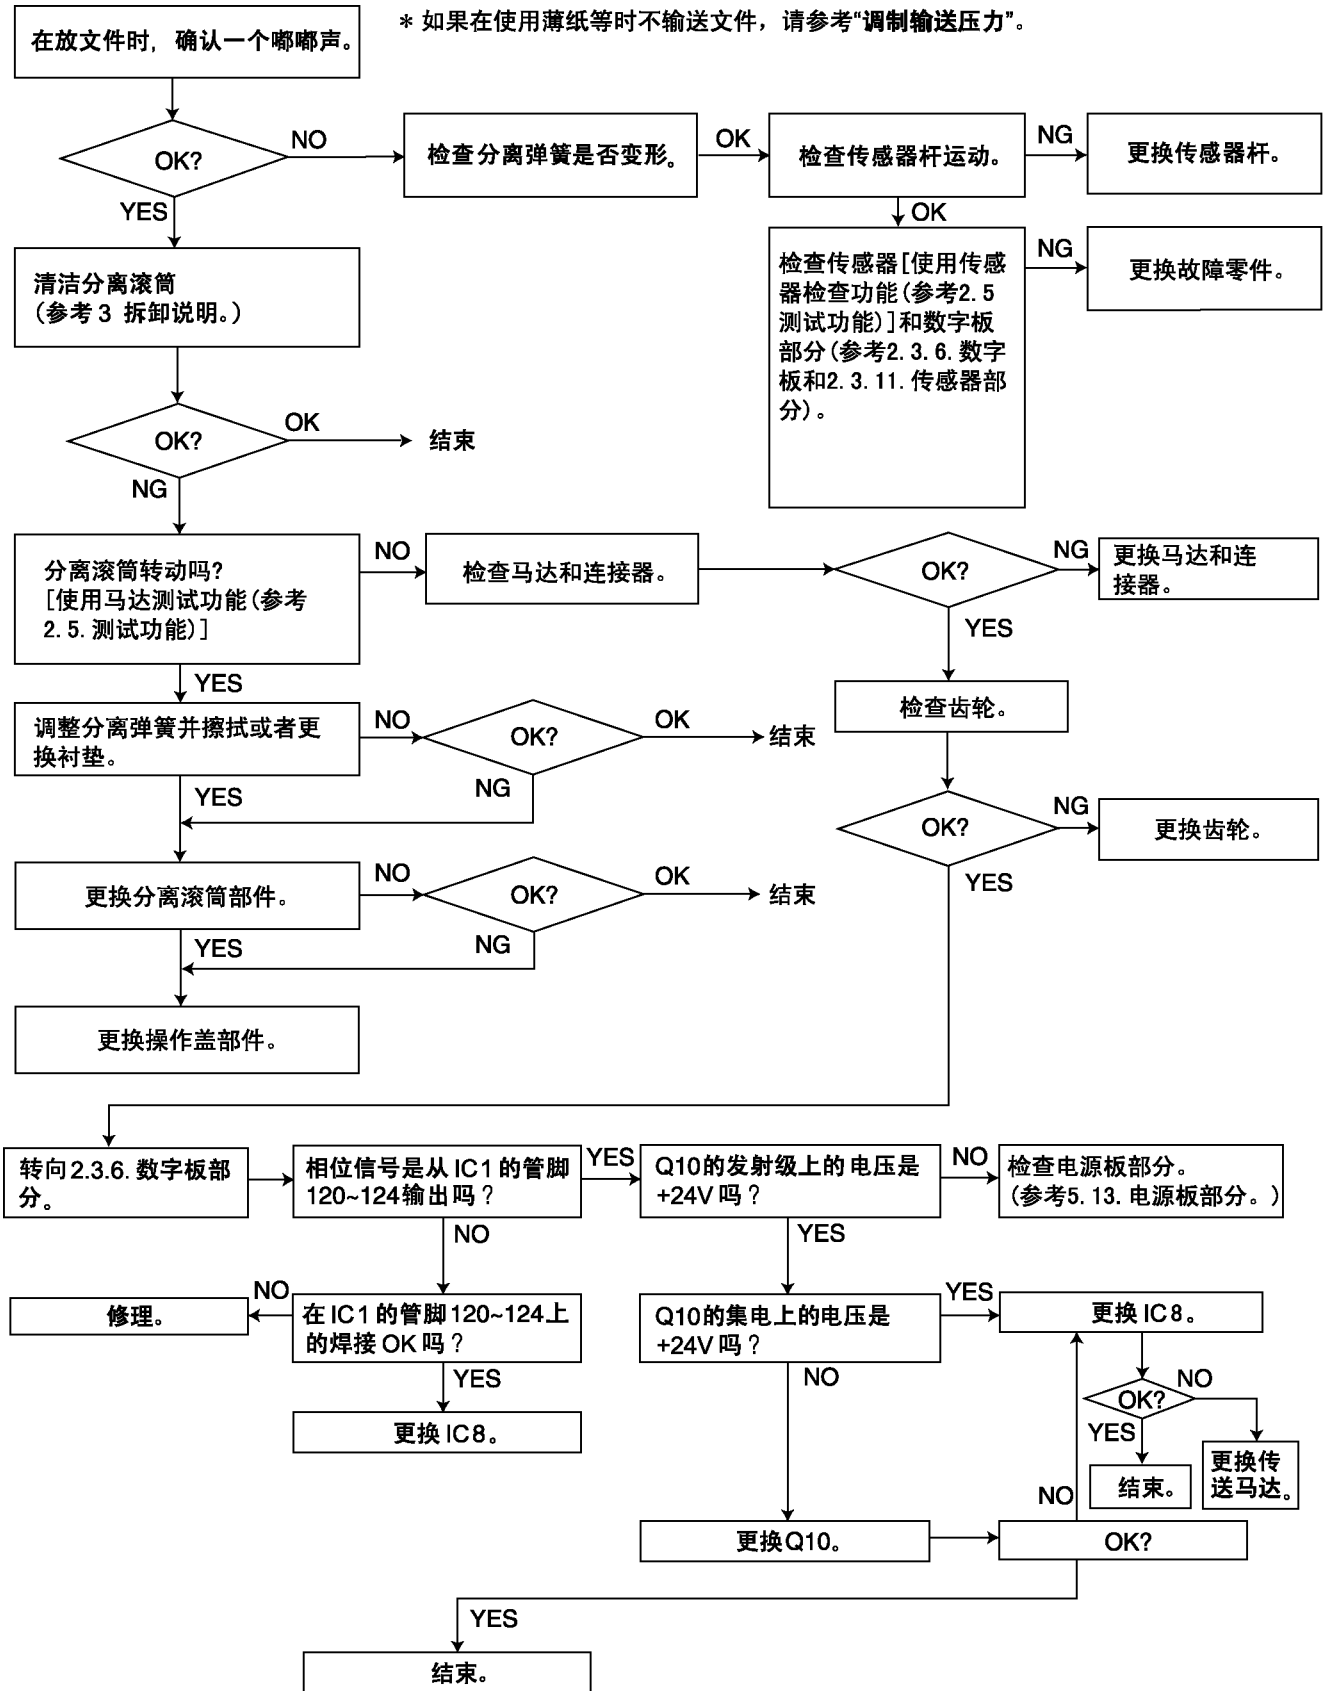 在放文件时，确认一个嘟嘟声。
* 如果在使用薄纸等时不输送文件，请参考“调制输送压力”。
OK?
NO
检查分离弹簧是否变形。
OK
检查传感器杆运动。
NG
更换传感器杆。
YES
OK
清洁分离滚筒
(参考3 拆卸说明。)
检查传感器[使用传感
器检查功能(参考2.5
测试功能)]和数字板
部分(参考2.3.6.数字
板和2.3.11.传感器部
分)。
NG
更换故障零件。
OK?
OK
结束
NG
分离滚筒转动吗?
[使用马达测试功能(参考
2.5.测试功能)]
NO
检查马达和连接器。
OK?
NG
更换马达和连
接器。
YES
YES
检查齿轮。
调整分离弹簧并擦拭或者更
换衬垫。
NO
OK?
OK
结束
YES
NG
OK?
NG
更换齿轮。
YES
更换分离滚筒部件。
NO
OK?
OK
结束
YES
NG
更换操作盖部件。
转向2.3.6.数字板部
分。
相位信号是从IC1的管脚
120~124输出吗?
YES
Q10的发射级上的电压是
+24V吗?
NO
检查电源板部分。
(参考5.13.电源板部分。)
NO
YES
修理。
NO
在IC1的管脚120~124上
的焊接OK吗?
Q10的集电上的电压是
+24V吗?
YES
更换IC8。
YES
NO
OK?
NO
更换IC8。
YES
结束。
更换传
送马达。
NO
更换Q10。
OK?
YES
结束。